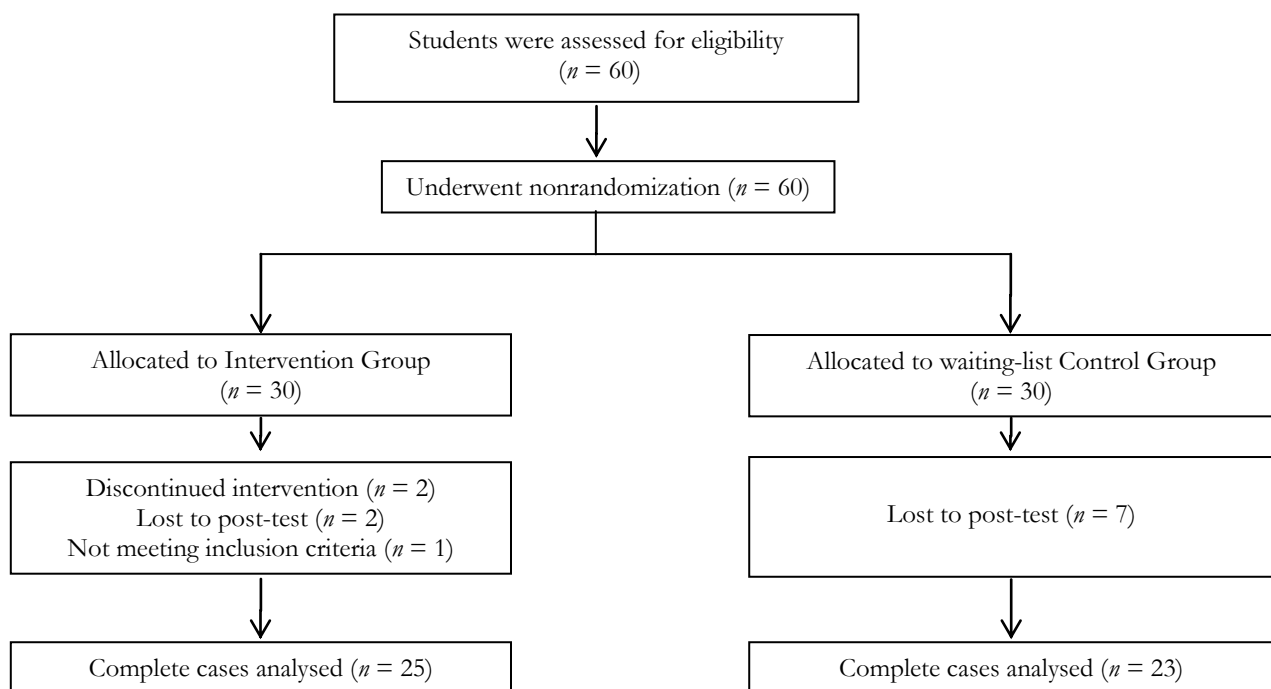 Students were assessed for eligibility
(n = 60)
Underwent nonrandomization (n = 60)
Allocated to Intervention Group
(n = 30)
Allocated to waiting-list Control Group
(n = 30)
Discontinued intervention (n = 2)
Lost to post-test (n = 2)
Not meeting inclusion criteria (n = 1)
Lost to post-test (n = 7)
Complete cases analysed (n = 25)
Complete cases analysed (n = 23)